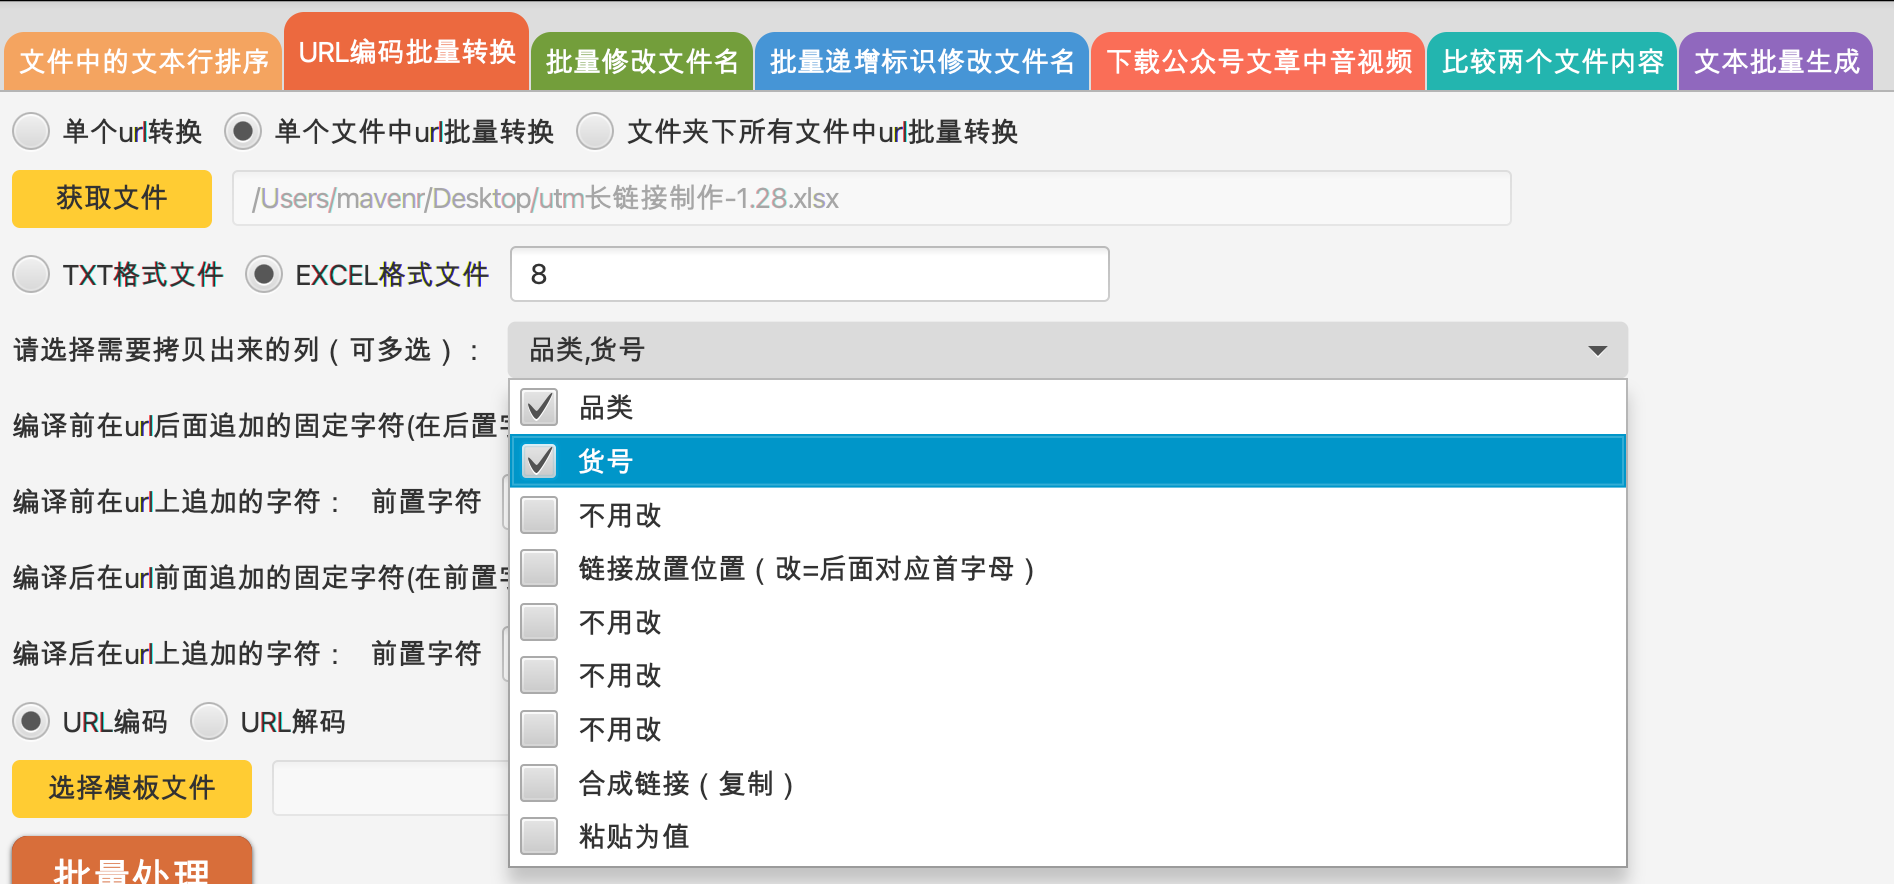 文件中的文本行排序 URL编码批量转换 批量修改文件名 批量递增标识修改文件名 下载公众号文章中音视频 比较两个文件内容 文本批量生成
单个url转换 单个文件中url批量转换 文件夹下所有文件中url批量转换
获取文件 /Users/mavenr/Desktop/utm长链接制作-1.28.xlsx
TXT格式文件 EXCEL格式文件 8
请选择需要拷贝出来的列（可多选）： 品类,货号
品类
编译前在url后面追加的固定字符(在后置
货号
编译前在url上追加的字符： 前置字符
不用改
链接放置位置（改=后面对应首字母）
编译后在url前面追加的固定字符(在前置
不用改
编译后在url上追加的字符： 前置字符
不用改
URL编码 URL解码
不用改
选择模板文件
合成链接（复制）
粘贴为值
批量处理